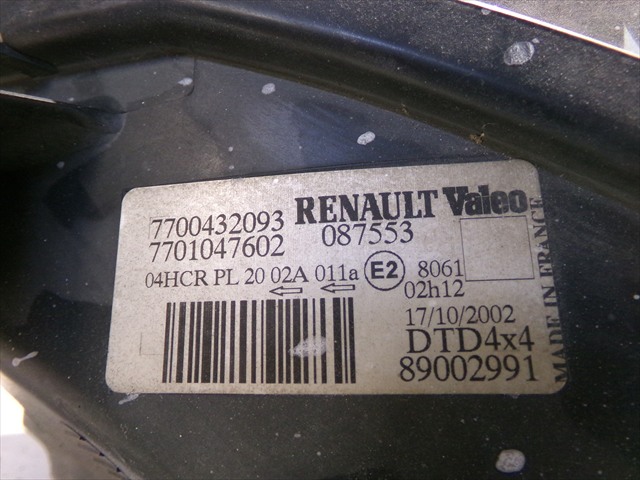 7700432093 RENAULT Valeo
7701047602 087553
04HCR PL 20 02A 011a E2 8061
02h12
17/10/2002
DTD4x4
89002991
MADE IN FRANCE